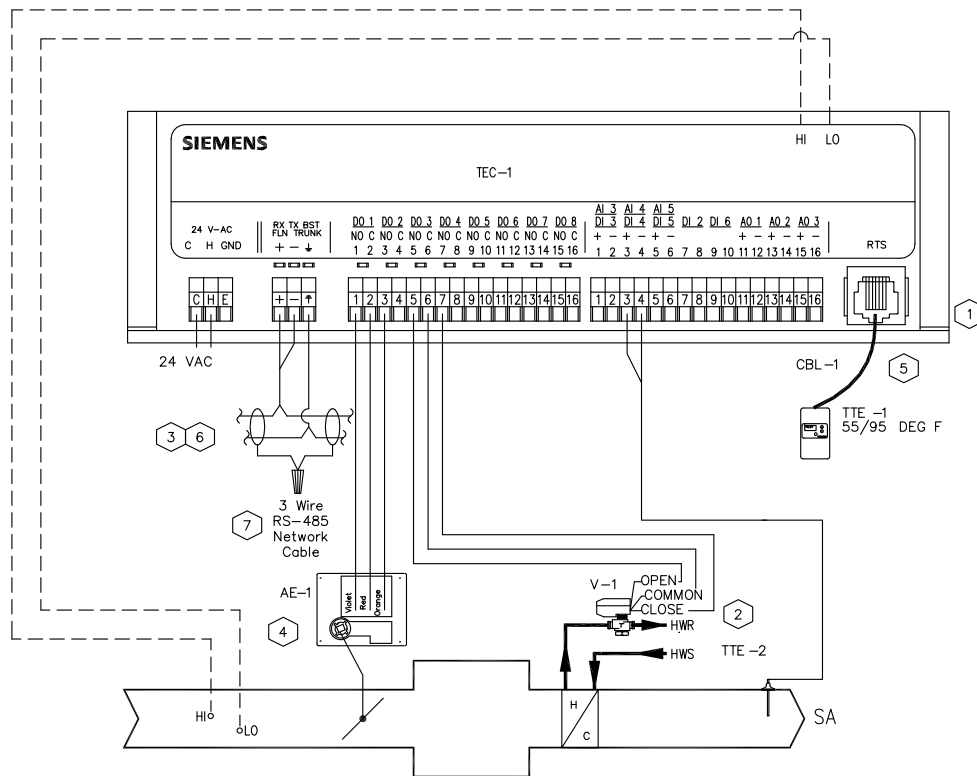 HI LO
SIEMENS
TEC-1
24 V-AC
C H GND
RX TX BST
FLN TRUNK
+ - ⏚
DO 1 DO 2 DO 3 DO 4 DO 5 DO 6 DO 7 DO 8
NO C NO C NO C NO C NO C NO C NO C NO C
1 2 3 4 5 6 7 8 9 10 11 12 13 14 15 16
AI 3 AI 4 AI 5
DI 3 DI 4 DI 5 DI 2 DI 6 AO 1 AO 2 AO 3
+ - + - + - + - + - + -
1 2 3 4 5 6 7 8 9 10 11 12 13 14 15 16
RTS
C H E
+ -
1 2 3 4 5 6 7 8 9 10 11 12 13 14 15 16
1 2 3 4 5 6 7 8 9 10 11 12 13 14 15 16
1
24 VAC
CBL-1
5
TTE -1
55/95 DEG F
3 6
7
3 Wire
RS-485
Network
Cable
AE-1
Violet
Red
Orange
4
V-1
OPEN
COMMON
CLOSE
2
HWR
HWS
TTE -2
HI
LO
H
C
SA